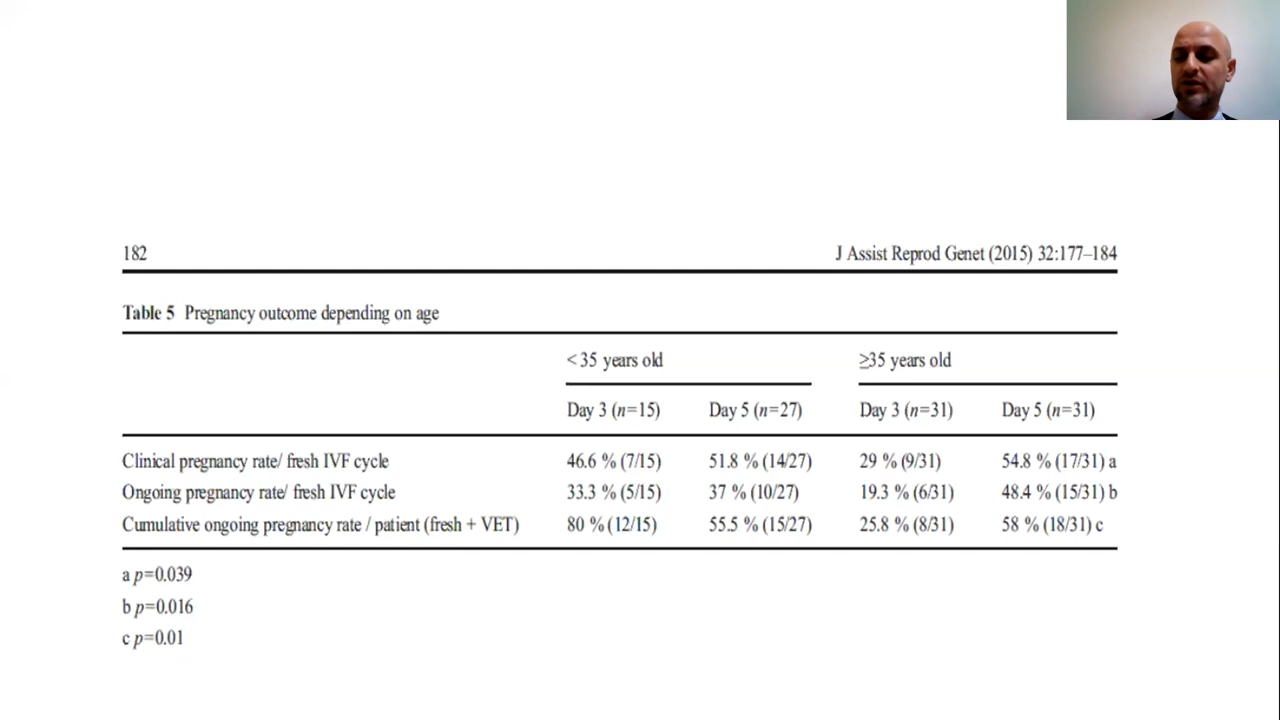 182 J Assist Reprod Genet (2015) 32:177–184
Table 5 Pregnancy outcome depending on age
<35 years old ≥35 years old
Day 3 (n=15) Day 5 (n=27) Day 3 (n=31) Day 5 (n=31)
Clinical pregnancy rate/ fresh IVF cycle 46.6 % (7/15) 51.8 % (14/27) 29 % (9/31) 54.8 % (17/31) a
Ongoing pregnancy rate/ fresh IVF cycle 33.3 % (5/15) 37 % (10/27) 19.3 % (6/31) 48.4 % (15/31) b
Cumulative ongoing pregnancy rate / patient (fresh + VET) 80 % (12/15) 55.5 % (15/27) 25.8 % (8/31) 58 % (18/31) c
a p=0.039
b p=0.016
c p=0.01